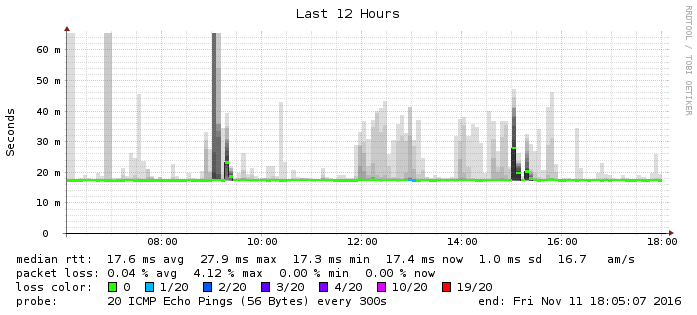 Last 12 Hours
RRDTOOL / TOBI OETIKER
Seconds
60 m
50 m
40 m
30 m
20 m
10 m
0
08:00 10:00 12:00 14:00 16:00 18:00
median rtt: 17.6 ms avg 27.9 ms max 17.3 ms min 17.4 ms now 1.0 ms sd 16.7 am/s
packet loss: 0.04 % avg 4.12 % max 0.00 % min 0.00 % now
loss color: 0 1/20 2/20 3/20 4/20 10/20 19/20
probe: 20 ICMP Echo Pings (56 Bytes) every 300s end: Fri Nov 11 18:05:07 2016